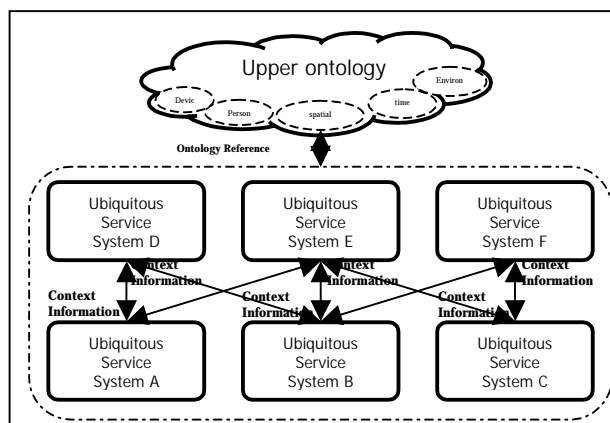 Upper ontology
Devic
Person
spatial
time
Environ
Ontology Reference
Ubiquitous
Service
System D
Ubiquitous
Service
System E
Ubiquitous
Service
System F
Context
Information
Context
Information
Context
Information
Context
Information
Context
Information
Context
Information
Ubiquitous
Service
System A
Ubiquitous
Service
System B
Ubiquitous
Service
System C